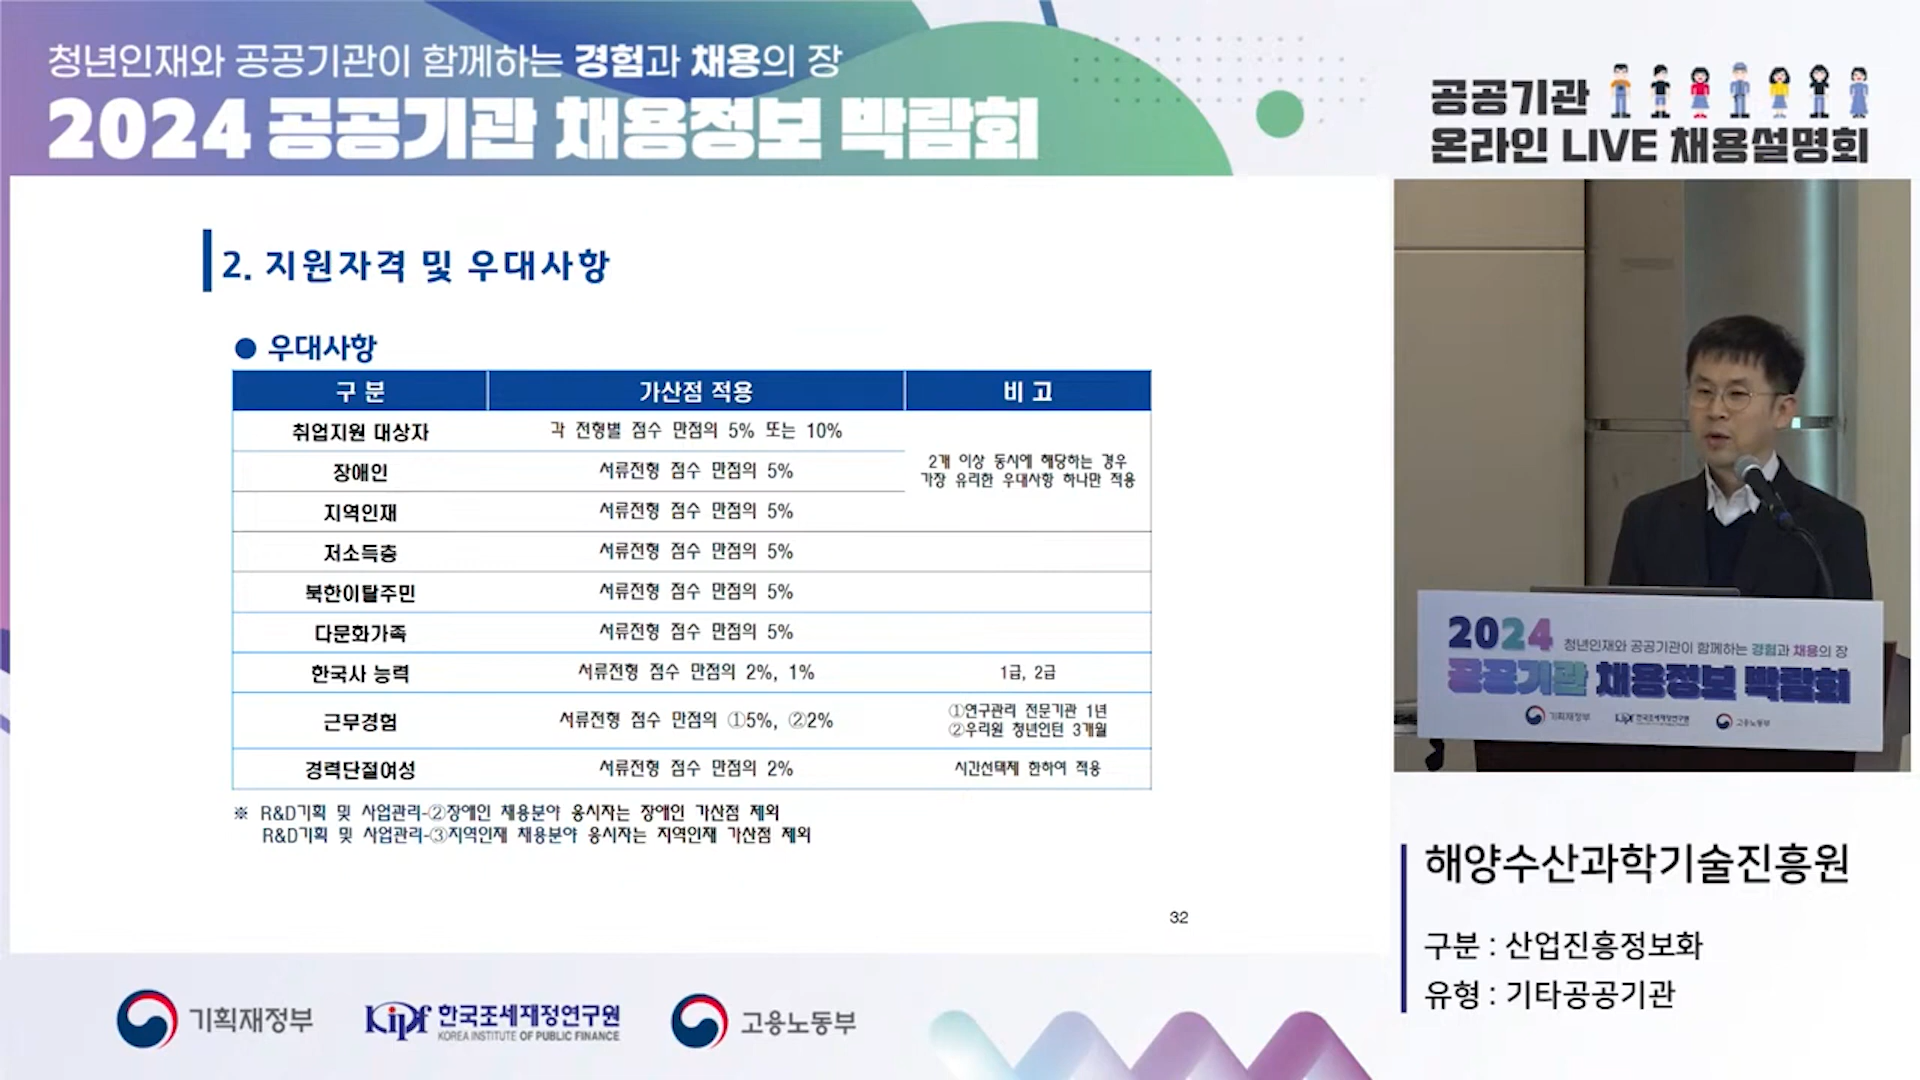 청년인재와 공공기관이 함께하는 경험과 채용의 장
2024 공공기관 채용정보 박람회
공공기관
온라인 LIVE 채용설명회
2. 지원자격 및 우대사항
● 우대사항
구 분 가산점 적용 비 고
취업지원 대상자 각 전형별 점수 만점의 5% 또는 10%
장애인 서류전형 점수 만점의 5%
2개 이상 동시에 해당하는 경우
가장 유리한 우대사항 하나만 적용
지역인재 서류전형 점수 만점의 5%
저소득층 서류전형 점수 만점의 5%
북한이탈주민 서류전형 점수 만점의 5%
다문화가족 서류전형 점수 만점의 5%
한국사 능력 서류전형 점수 만점의 2%, 1% 1급, 2급
근무경험 서류전형 점수 만점의 ①5%, ②2%
①연구관리 전문기관 1년
②우리원 청년인턴 3개월
경력단절여성 서류전형 점수 만점의 2% 시간선택제 한하여 적용
※ R&D기획 및 사업관리-②장애인 채용분야 응시자는 장애인 가산점 제외
R&D기획 및 사업관리-③지역인재 채용분야 응시자는 지역인재 가산점 제외
32
2024 청년인재와 공공기관이 함께하는 경험과 채용의 장
공공기관 채용정보 박람회
기획재정부 Kipf 한국조세재정연구원 고용노동부
해양수산과학기술진흥원
구분 : 산업진흥정보화
유형 : 기타공공기관
기획재정부
Kipf 한국조세재정연구원
KOREA INSTITUTE OF PUBLIC FINANCE
고용노동부